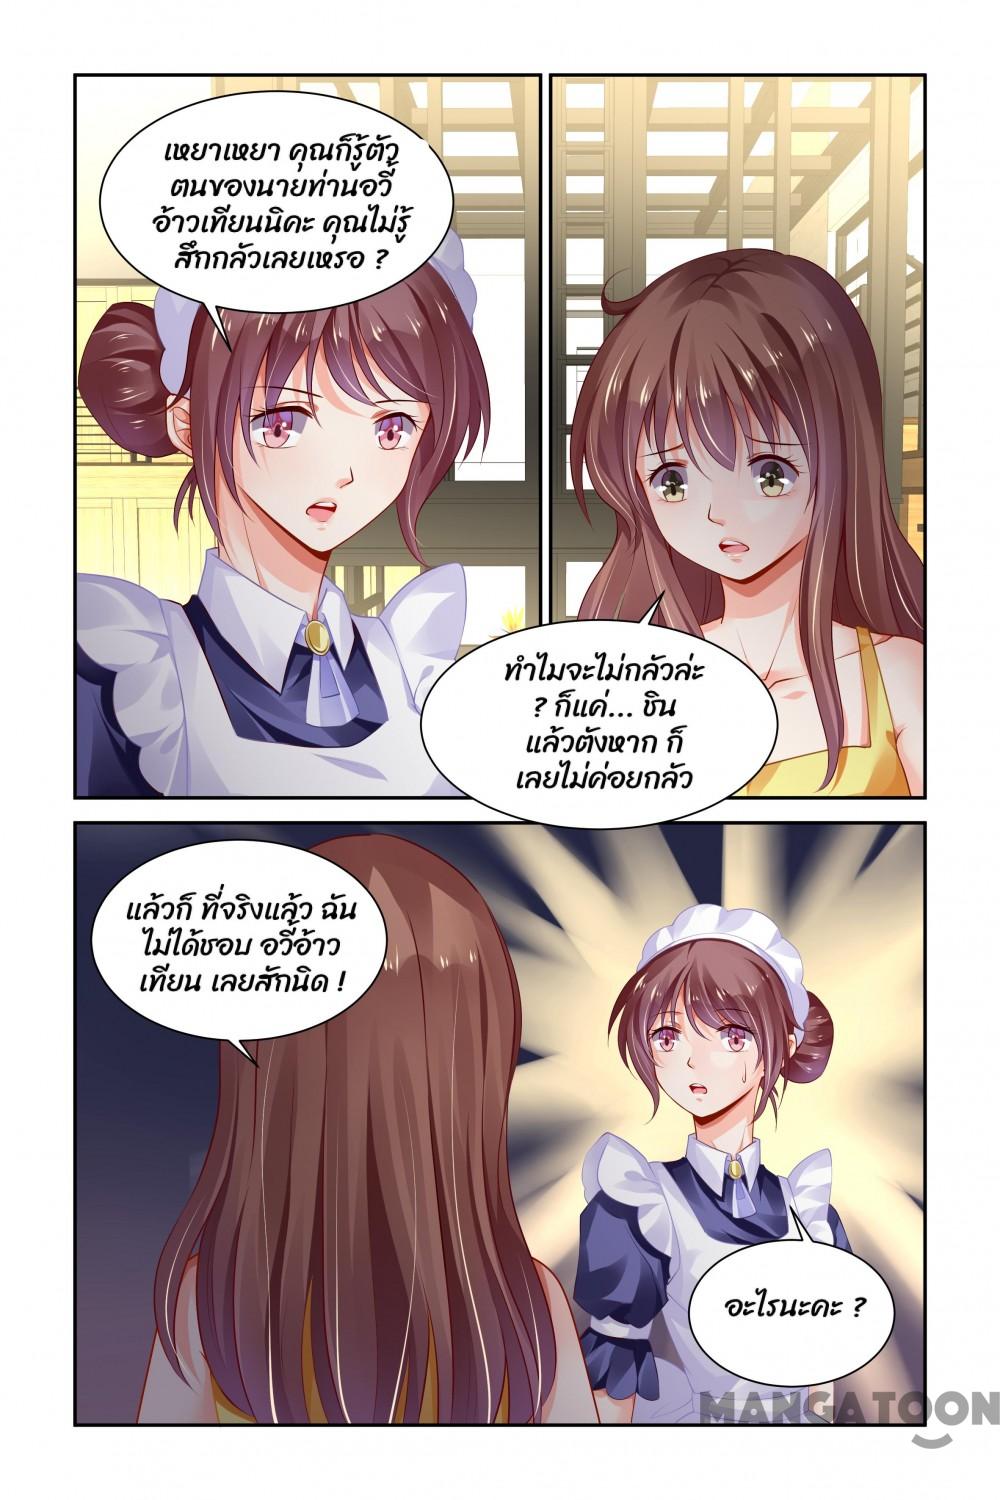 เหยาเหยา คุณก็รู้ตัว
ตนของนายท่านอวี้
อ้าวเทียนนิคะ คุณไม่รู้
สึกกลัวเลยเหรอ ?
ทำไมจะไม่กลัวล่ะ
? ก็แค่... ชิน
แล้วตังหาก ก็
เลยไม่ค่อยกลัว
แล้วก็ ที่จริงแล้ว ฉัน
ไม่ได้ชอบ อวี้อ้าว
เทียน เลยสักนิด !
อะไรนะคะ ?
MANGATOON